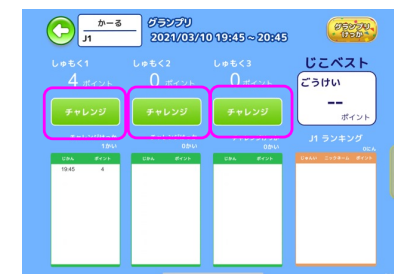 かーる
J1
グランプリ
2021/03/10 19:45 ~ 20:45
グランプリ
けっか
しゅもく1 しゅもく2 しゅもく3 じこベスト
4 ポイント 0 ポイント 0 ポイント
ごうけい
--
ポイント
チャレンジ チャレンジ チャレンジ
1かい 0かい 0かい
J1 ランキング
0にん
じかん ポイント じかん ポイント じかん ポイント じゅんい ニックネーム ポイント
19:45 4